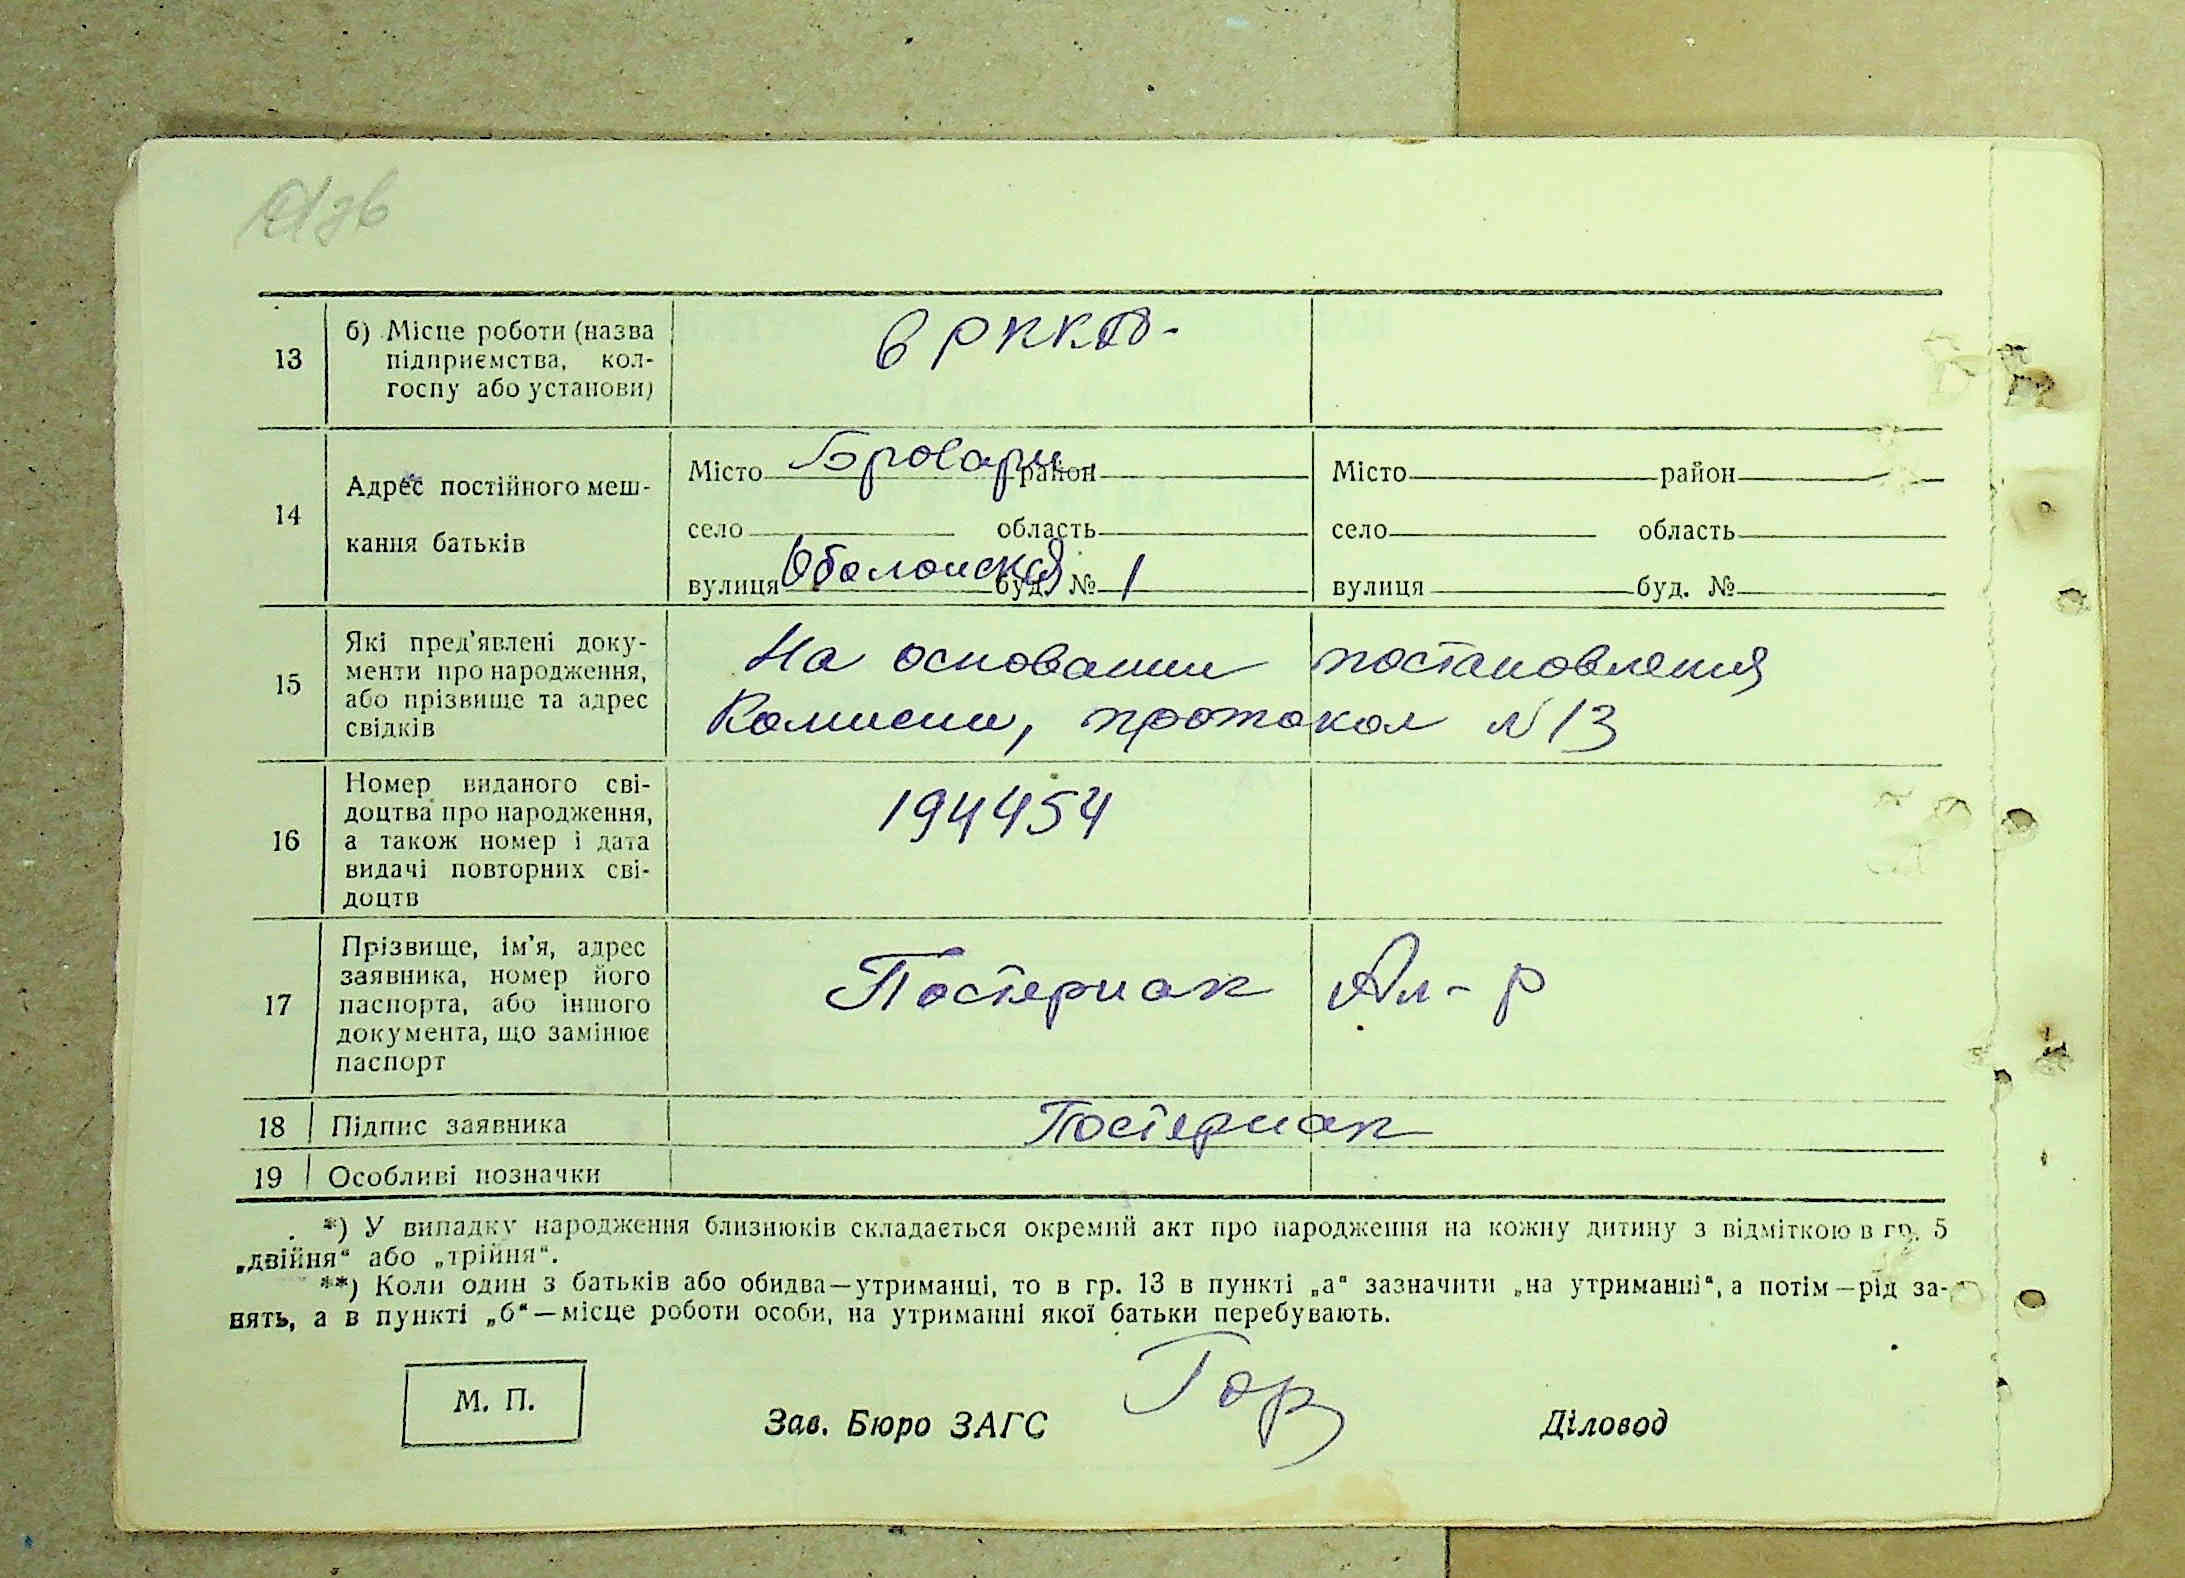 13 б) Місце роботи (назва
підприємства, кол-
госпу або установи)
в РККА -
14 Адрес постійного меш-
кання батьків
Місто Бровари район
село область
вулиця Оболонская буд. № 1
Місто район
село область
вулиця буд. №
15 Які пред'явлені доку-
менти про народження,
або прізвище та адрес
свідків
На основании постановления
Комисии, протокол N 13
16 Номер виданого сві-
доцтва про народження,
а також номер і дата
видачі повторних сві-
доцтв
194454
17 Прізвище, ім'я, адрес
заявника, номер його
паспорта, або іншого
документа, що замінює
паспорт
Постернак Ал-р
18 Підпис заявника Постернак
19 Особливі позначки
*) У випадку народження близнюків складається окремий акт про народження на кожну дитину з відміткою в гр. 5
„двійня“ або „трійня“.
**) Коли один з батьків або обидва—утриманці, то в гр. 13 в пункті „а“ зазначити „на утриманні“, а потім—рід за-
нять, а в пункті „б“—місце роботи особи, на утриманні якої батьки перебувають.
М. П.
Зав. Бюро ЗАГС Гор
Діловод